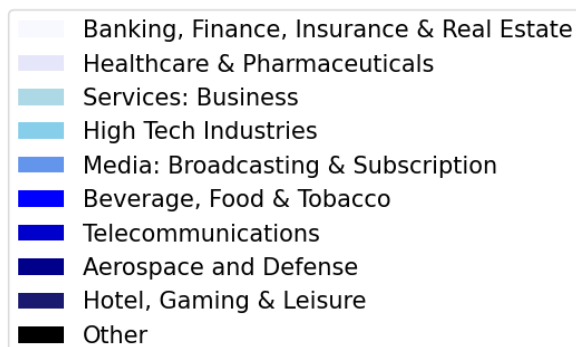 Banking, Finance, Insurance & Real Estate
Healthcare & Pharmaceuticals
Services: Business
High Tech Industries
Media: Broadcasting & Subscription
Beverage, Food & Tobacco
Telecommunications
Aerospace and Defense
Hotel, Gaming & Leisure
Other